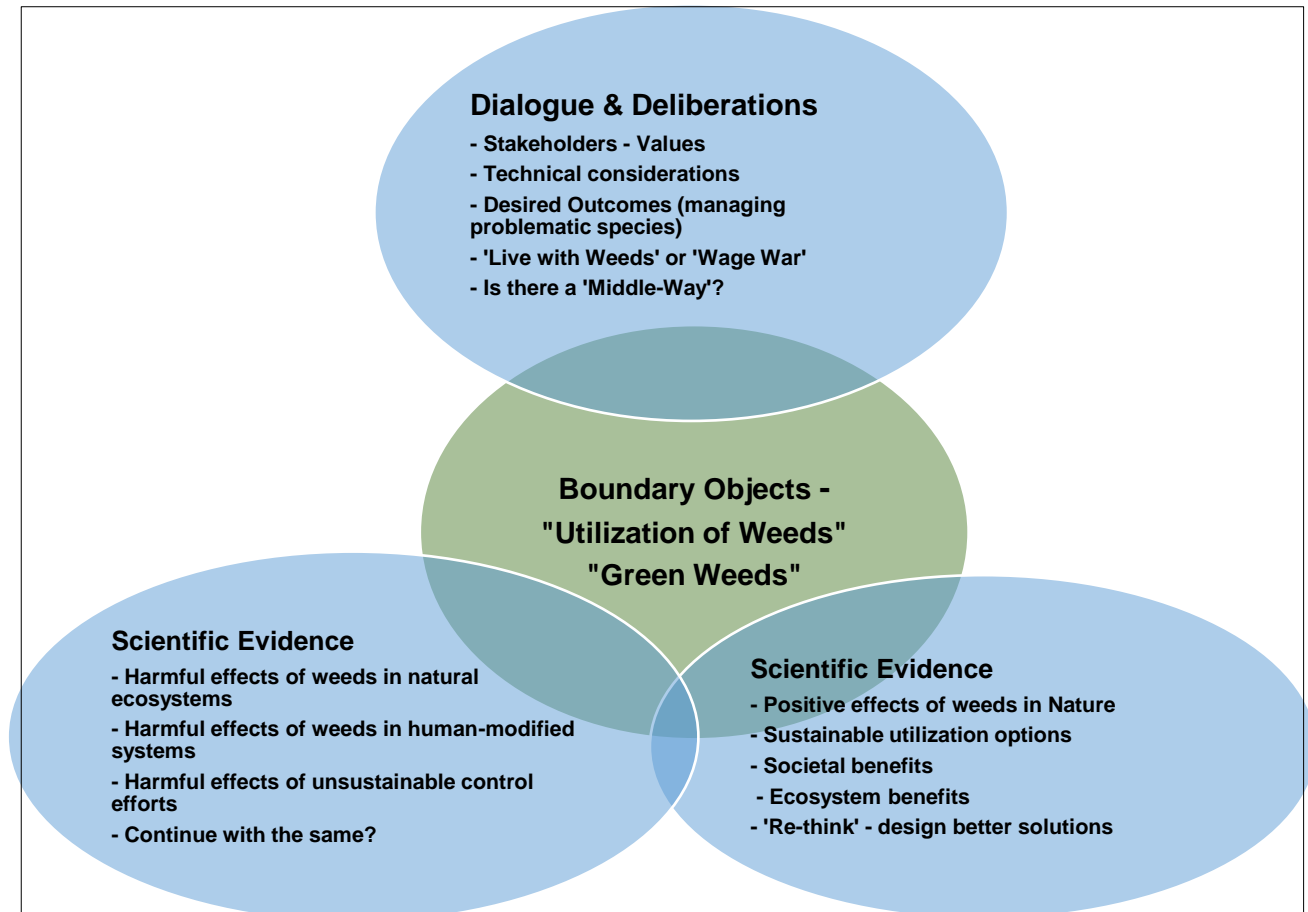 Dialogue & Deliberations
- Stakeholders - Values
- Technical considerations
- Desired Outcomes (managing
problematic species)
- 'Live with Weeds' or 'Wage War'
- Is there a 'Middle-Way'?
Boundary Objects -
"Utilization of Weeds"
"Green Weeds"
Scientific Evidence
- Harmful effects of weeds in natural
ecosystems
- Harmful effects of weeds in human-modified
systems
- Harmful effects of unsustainable control
efforts
- Continue with the same?
Scientific Evidence
- Positive effects of weeds in Nature
- Sustainable utilization options
- Societal benefits
- Ecosystem benefits
- 'Re-think' - design better solutions